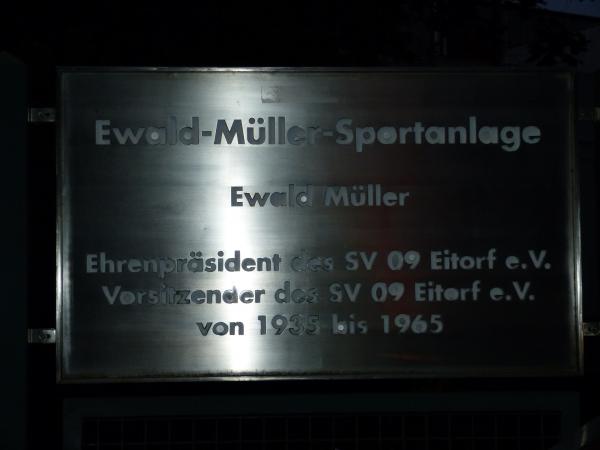 Ewald-Müller-Sportanlage
Ewald Müller
Ehrenpräsident des SV 09 Eitorf e.V.
Vorsitzender des SV 09 Eitorf e.V.
von 1935 bis 1965